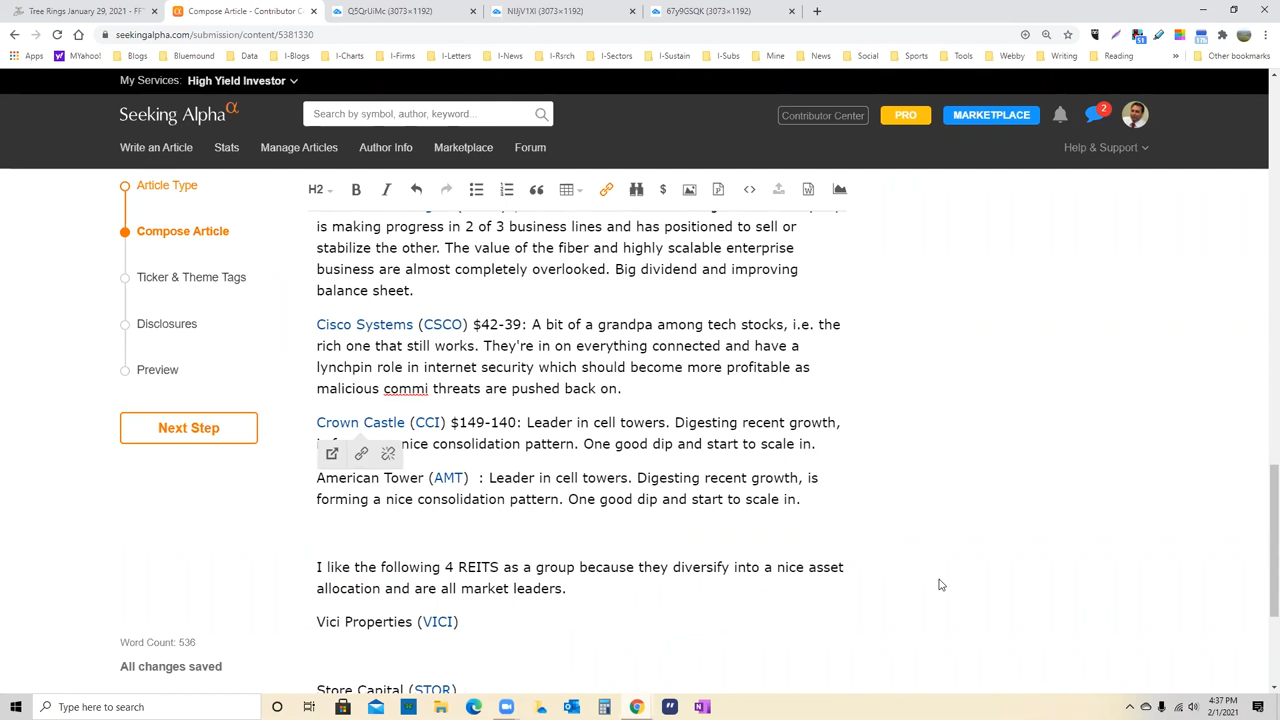 Tree Rings January 29, 2021 - FF
Compose Article - Contributor C
Q5QrUiMc (3073×1192)
67y9GSQK (3073×1192)
seekingalpha.com/submission/content/5381330
Apps
MYahoo!
Blogs
Bluemound
Data
I-Blogs
I-Charts
I-Firms
I-Letters
I-News
I-Rsrch
I-Sectors
I-Sustain
I-Subs
Mine
News
Social
Sports
Tools
Webby
Writing
Reading
Other bookmarks
My Services: High Yield Investor
Seeking Alpha α
Search by symbol, author, keyword...
Contributor Center
PRO
MARKETPLACE
2
Write an Article
Stats
Manage Articles
Author Info
Marketplace
Forum
Help & Support
Article Type
Compose Article
Ticker & Theme Tags
Disclosures
Preview
Next Step
Word Count: 536
All changes saved
H2
B
I
$
is making progress in 2 of 3 business lines and has positioned to sell or
stabilize the other. The value of the fiber and highly scalable enterprise
business are almost completely overlooked. Big dividend and improving
balance sheet.
Cisco Systems (CSCO) $42-39: A bit of a grandpa among tech stocks, i.e. the
rich one that still works. They're in on everything connected and have a
lynchpin role in internet security which should become more profitable as
malicious commi threats are pushed back on.
Crown Castle (CCI) $149-140: Leader in cell towers. Digesting recent growth,
nice consolidation pattern. One good dip and start to scale in.
American Tower (AMT) : Leader in cell towers. Digesting recent growth, is
forming a nice consolidation pattern. One good dip and start to scale in.
I like the following 4 REITS as a group because they diversify into a nice asset
allocation and are all market leaders.
Vici Properties (VICI)
Store Capital (STOR)
Type here to search
4:37 PM
2/1/2021